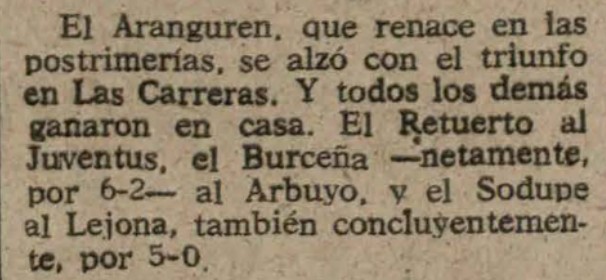 El Aranguren, que renace en las
postrimerías, se alzó con el triunfo
en Las Carreras. Y todos los demás
ganaron en casa. El Retuerto al
Juventus, el Burceña —netamente,
por 6-2— al Arbuyo, y el Sodupe
al Lejona, también concluyentemen-
te, por 5-0.